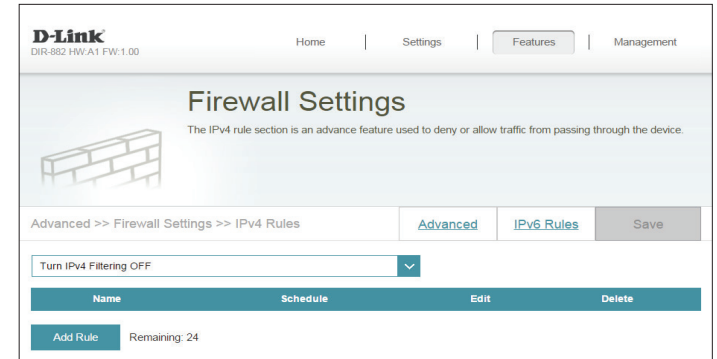 D-Link
DIR-882 HW:A1 FW:1.00
Home
Settings
Features
Management
Firewall Settings
The IPv4 rule section is an advance feature used to deny or allow traffic from passing through the device.
Advanced >> Firewall Settings >> IPv4 Rules
Advanced
IPv6 Rules
Save
Turn IPv4 Filtering OFF
Name Schedule Edit Delete
Add Rule Remaining: 24